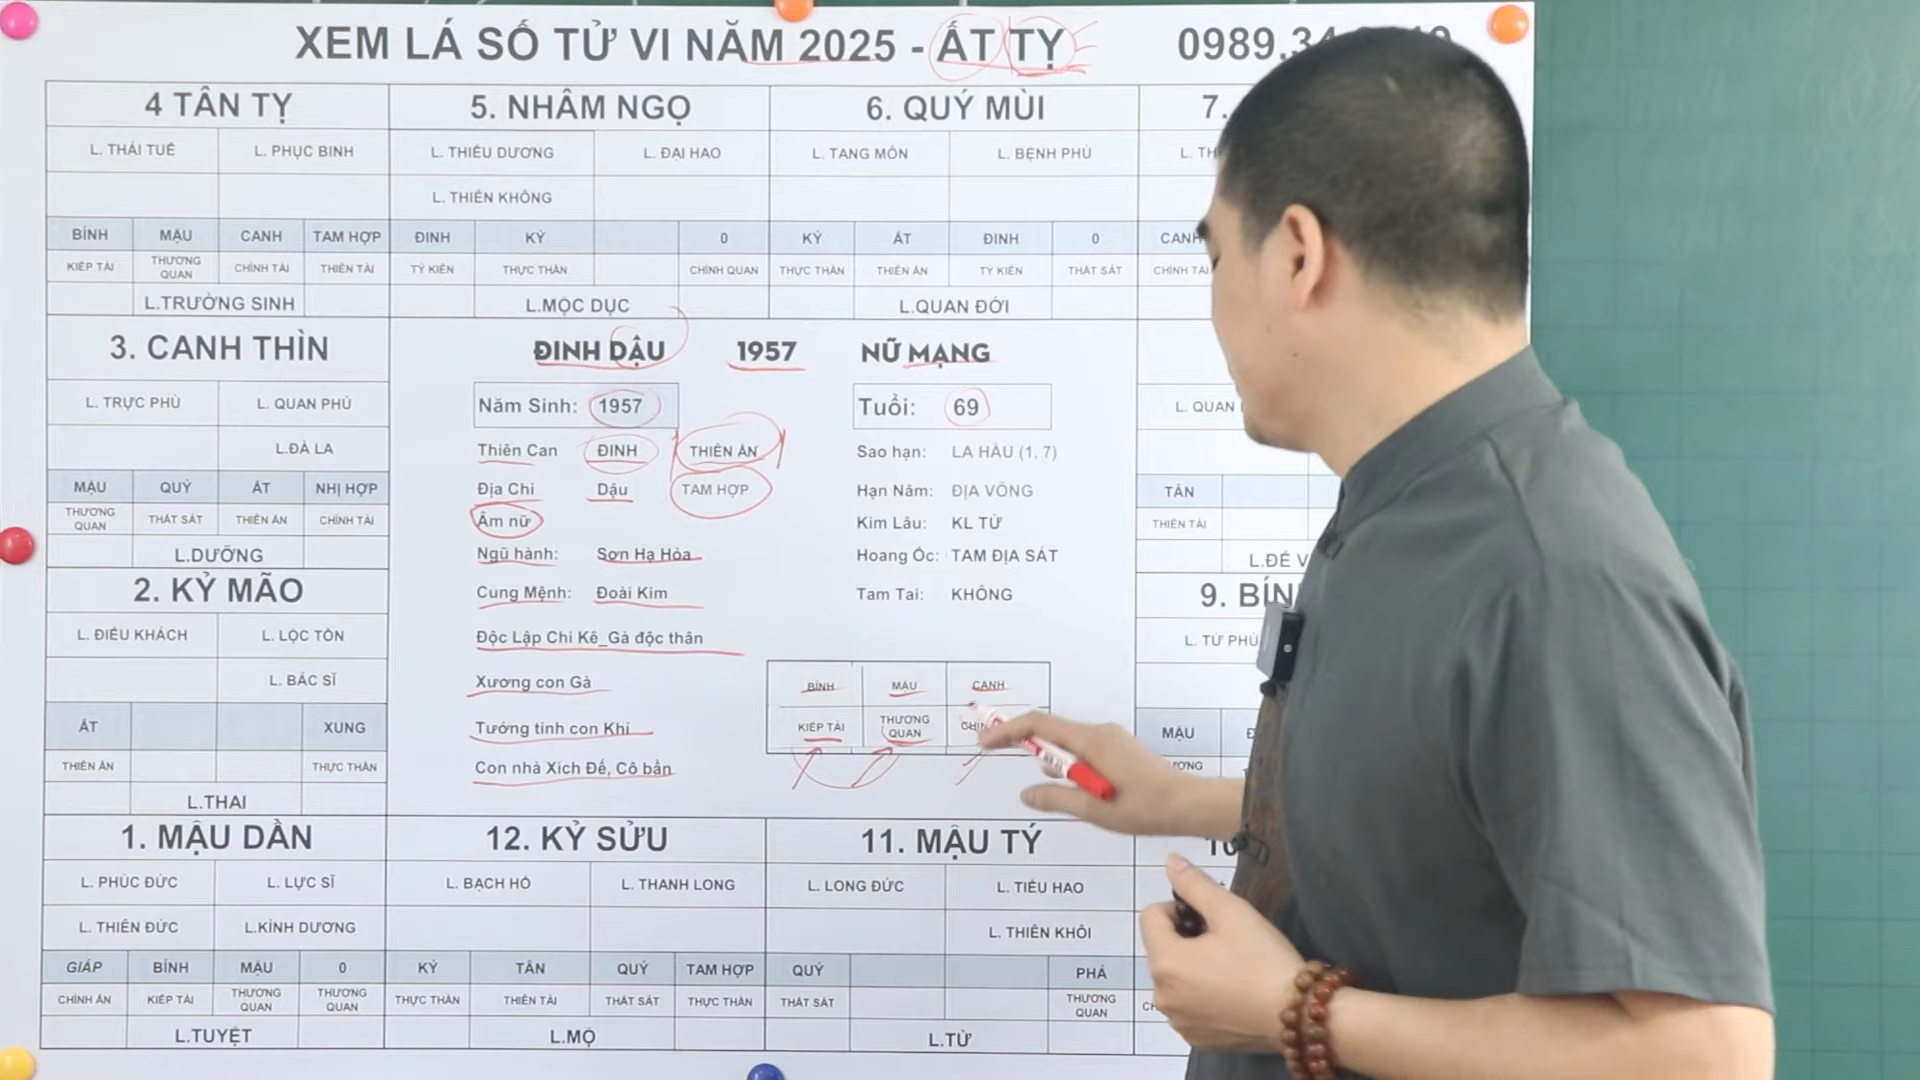 XEM LÁ SỐ TỬ VI NĂM 2025 - ẤT TỴ
4 TÂN TỴ
5. NHÂM NGỌ
6. QUÝ MÙI
7.
L. THÁI TUẾ
L. PHỤC BINH
L. THIẾU DƯƠNG
L. ĐẠI HAO
L. TANG MÔN
L. BỆNH PHÙ
L. THIÊN KHÔNG
BÍNH
MẬU
CANH
TAM HỢP
ĐINH
KỶ
0
KỶ
ẤT
ĐINH
0
CANH
KIẾP TÀI
THƯƠNG QUAN
CHÍNH TÀI
THIÊN TÀI
TỶ KIÊN
THỰC THẦN
CHÍNH QUAN
THỰC THẦN
THIÊN ẤN
TỶ KIÊN
THẤT SÁT
CHÍNH TÀI
L.TRƯỜNG SINH
L.MỘC DỤC
L.QUAN ĐỚI
3. CANH THÌN
L. TRỰC PHÙ
L. QUAN PHÙ
L.ĐÀ LA
MẬU
QUÝ
ẤT
NHỊ HỢP
THƯƠNG QUAN
THẤT SÁT
THIÊN ẤN
CHÍNH TÀI
L.DƯỠNG
2. KỶ MÃO
L. ĐIẾU KHÁCH
L. LỘC TỒN
L. BÁC SĨ
ẤT
XUNG
THIÊN ẤN
THỰC THẦN
L.THAI
ĐINH DẬU
1957
NỮ MẠNG
Năm Sinh: 1957
Tuổi: 69
Thiên Can ĐINH THIÊN ẤN
Sao hạn: LA HẦU (1, 7)
Địa Chi Dậu TAM HỢP
Hạn Năm: ĐỊA VÕNG
Âm nữ
Kim Lâu: KL TỬ
Ngũ hành: Sơn Hạ Hỏa
Hoang Ốc: TAM ĐỊA SÁT
Cung Mệnh: Đoài Kim
Tam Tai: KHÔNG
Độc Lập Chi Kê_Gà độc thân
Xương con Gà
Tướng tinh con Khỉ
Con nhà Xích Đế, Cô bần
BÍNH
MẬU
CANH
KIẾP TÀI
THƯƠNG QUAN
L. QUAN
TÂN
THIÊN TÀI
L.ĐẾ V
9. BÍN
L. TỬ PHÙ
MẬU
1. MẬU DẦN
12. KỶ SỬU
11. MẬU TÝ
10
L. PHÚC ĐỨC
L. LỰC SĨ
L. BẠCH HỔ
L. THANH LONG
L. LONG ĐỨC
L. TIỂU HAO
L. THIÊN ĐỨC
L.KÌNH DƯƠNG
L. THIÊN KHÔI
GIÁP
BÍNH
MẬU
0
KỶ
TÂN
QUÝ
TAM HỢP
QUÝ
PHÁ
CHÍNH ẤN
KIẾP TÀI
THƯƠNG QUAN
THƯƠNG QUAN
THỰC THẦN
THIÊN TÀI
THẤT SÁT
THỰC THẦN
THẤT SÁT
THƯƠNG QUAN
L.TUYỆT
L.MỘ
L.TỬ